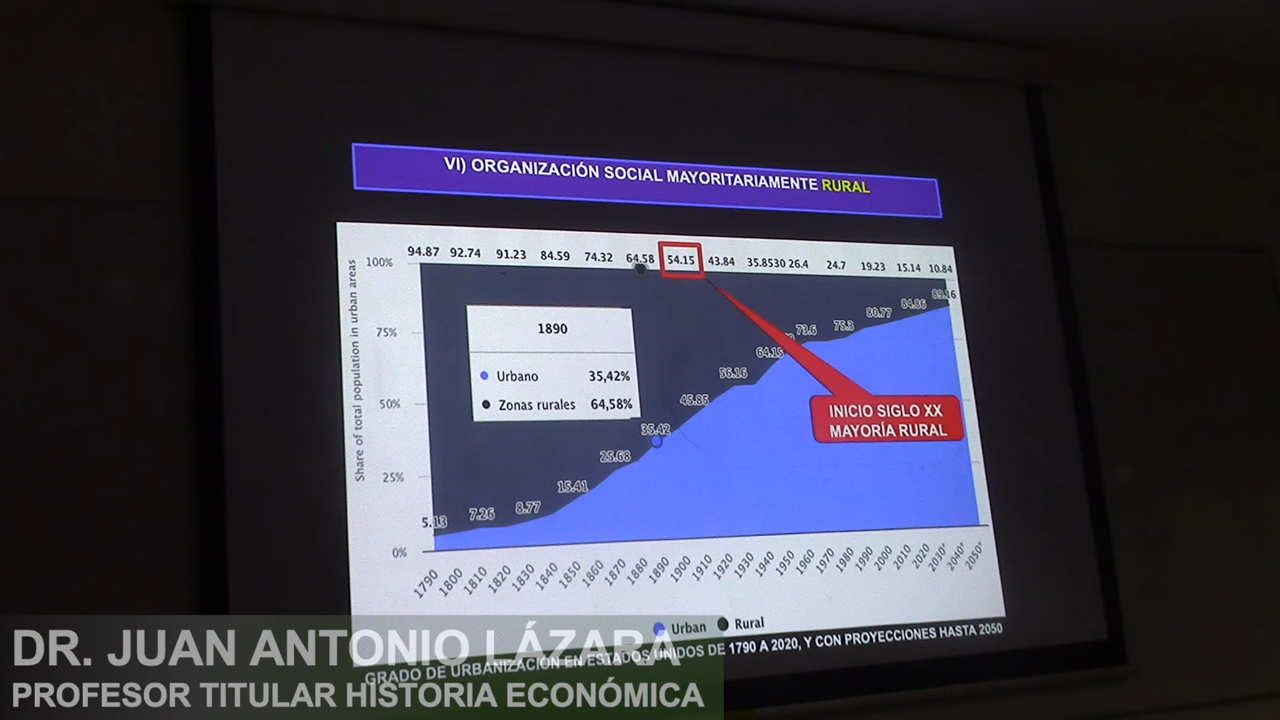 VI) ORGANIZACIÓN SOCIAL MAYORITARIAMENTE RURAL
94.87 92.74 91.23 84.59 74.32 64.58 54.15 43.84 35.8530 26.4 24.7 19.23 15.14 10.84
Share of total population in urban areas
100%
75%
50%
25%
0%
1890
Urbano 35,42%
Zonas rurales 64,58%
5.13 7.26 8.77 15.41 25.68 35.42 45.85 56.16 64.15 73.6 75.3 80.77 84.86 89.16
INICIO SIGLO XX
MAYORÍA RURAL
1790 1800 1810 1820 1830 1840 1850 1860 1870 1880 1890 1900 1910 1920 1930 1940 1950 1960 1970 1980 1990 2000 2010 2020 2030* 2040* 2050*
Urban Rural
GRADO DE URBANIZACIÓN EN ESTADOS UNIDOS DE 1790 A 2020, Y CON PROYECCIONES HASTA 2050
DR. JUAN ANTONIO LÁZARA
PROFESOR TITULAR HISTORIA ECONÓMICA